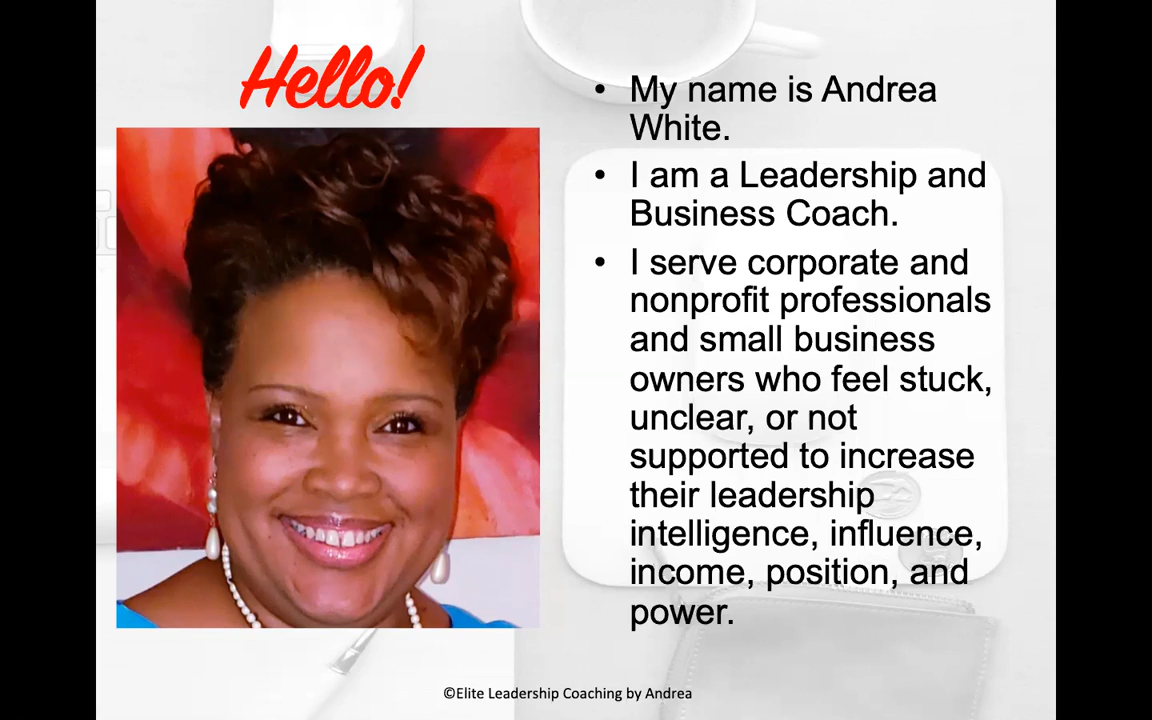 Hello!
• My name is Andrea
White.
• I am a Leadership and
Business Coach.
• I serve corporate and
nonprofit professionals
and small business
owners who feel stuck,
unclear, or not
supported to increase
their leadership
intelligence, influence,
income, position, and
power.
©Elite Leadership Coaching by Andrea